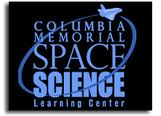 COLUMBIA
MEMORIAL
SPACE
SCIENCE
Learning Center